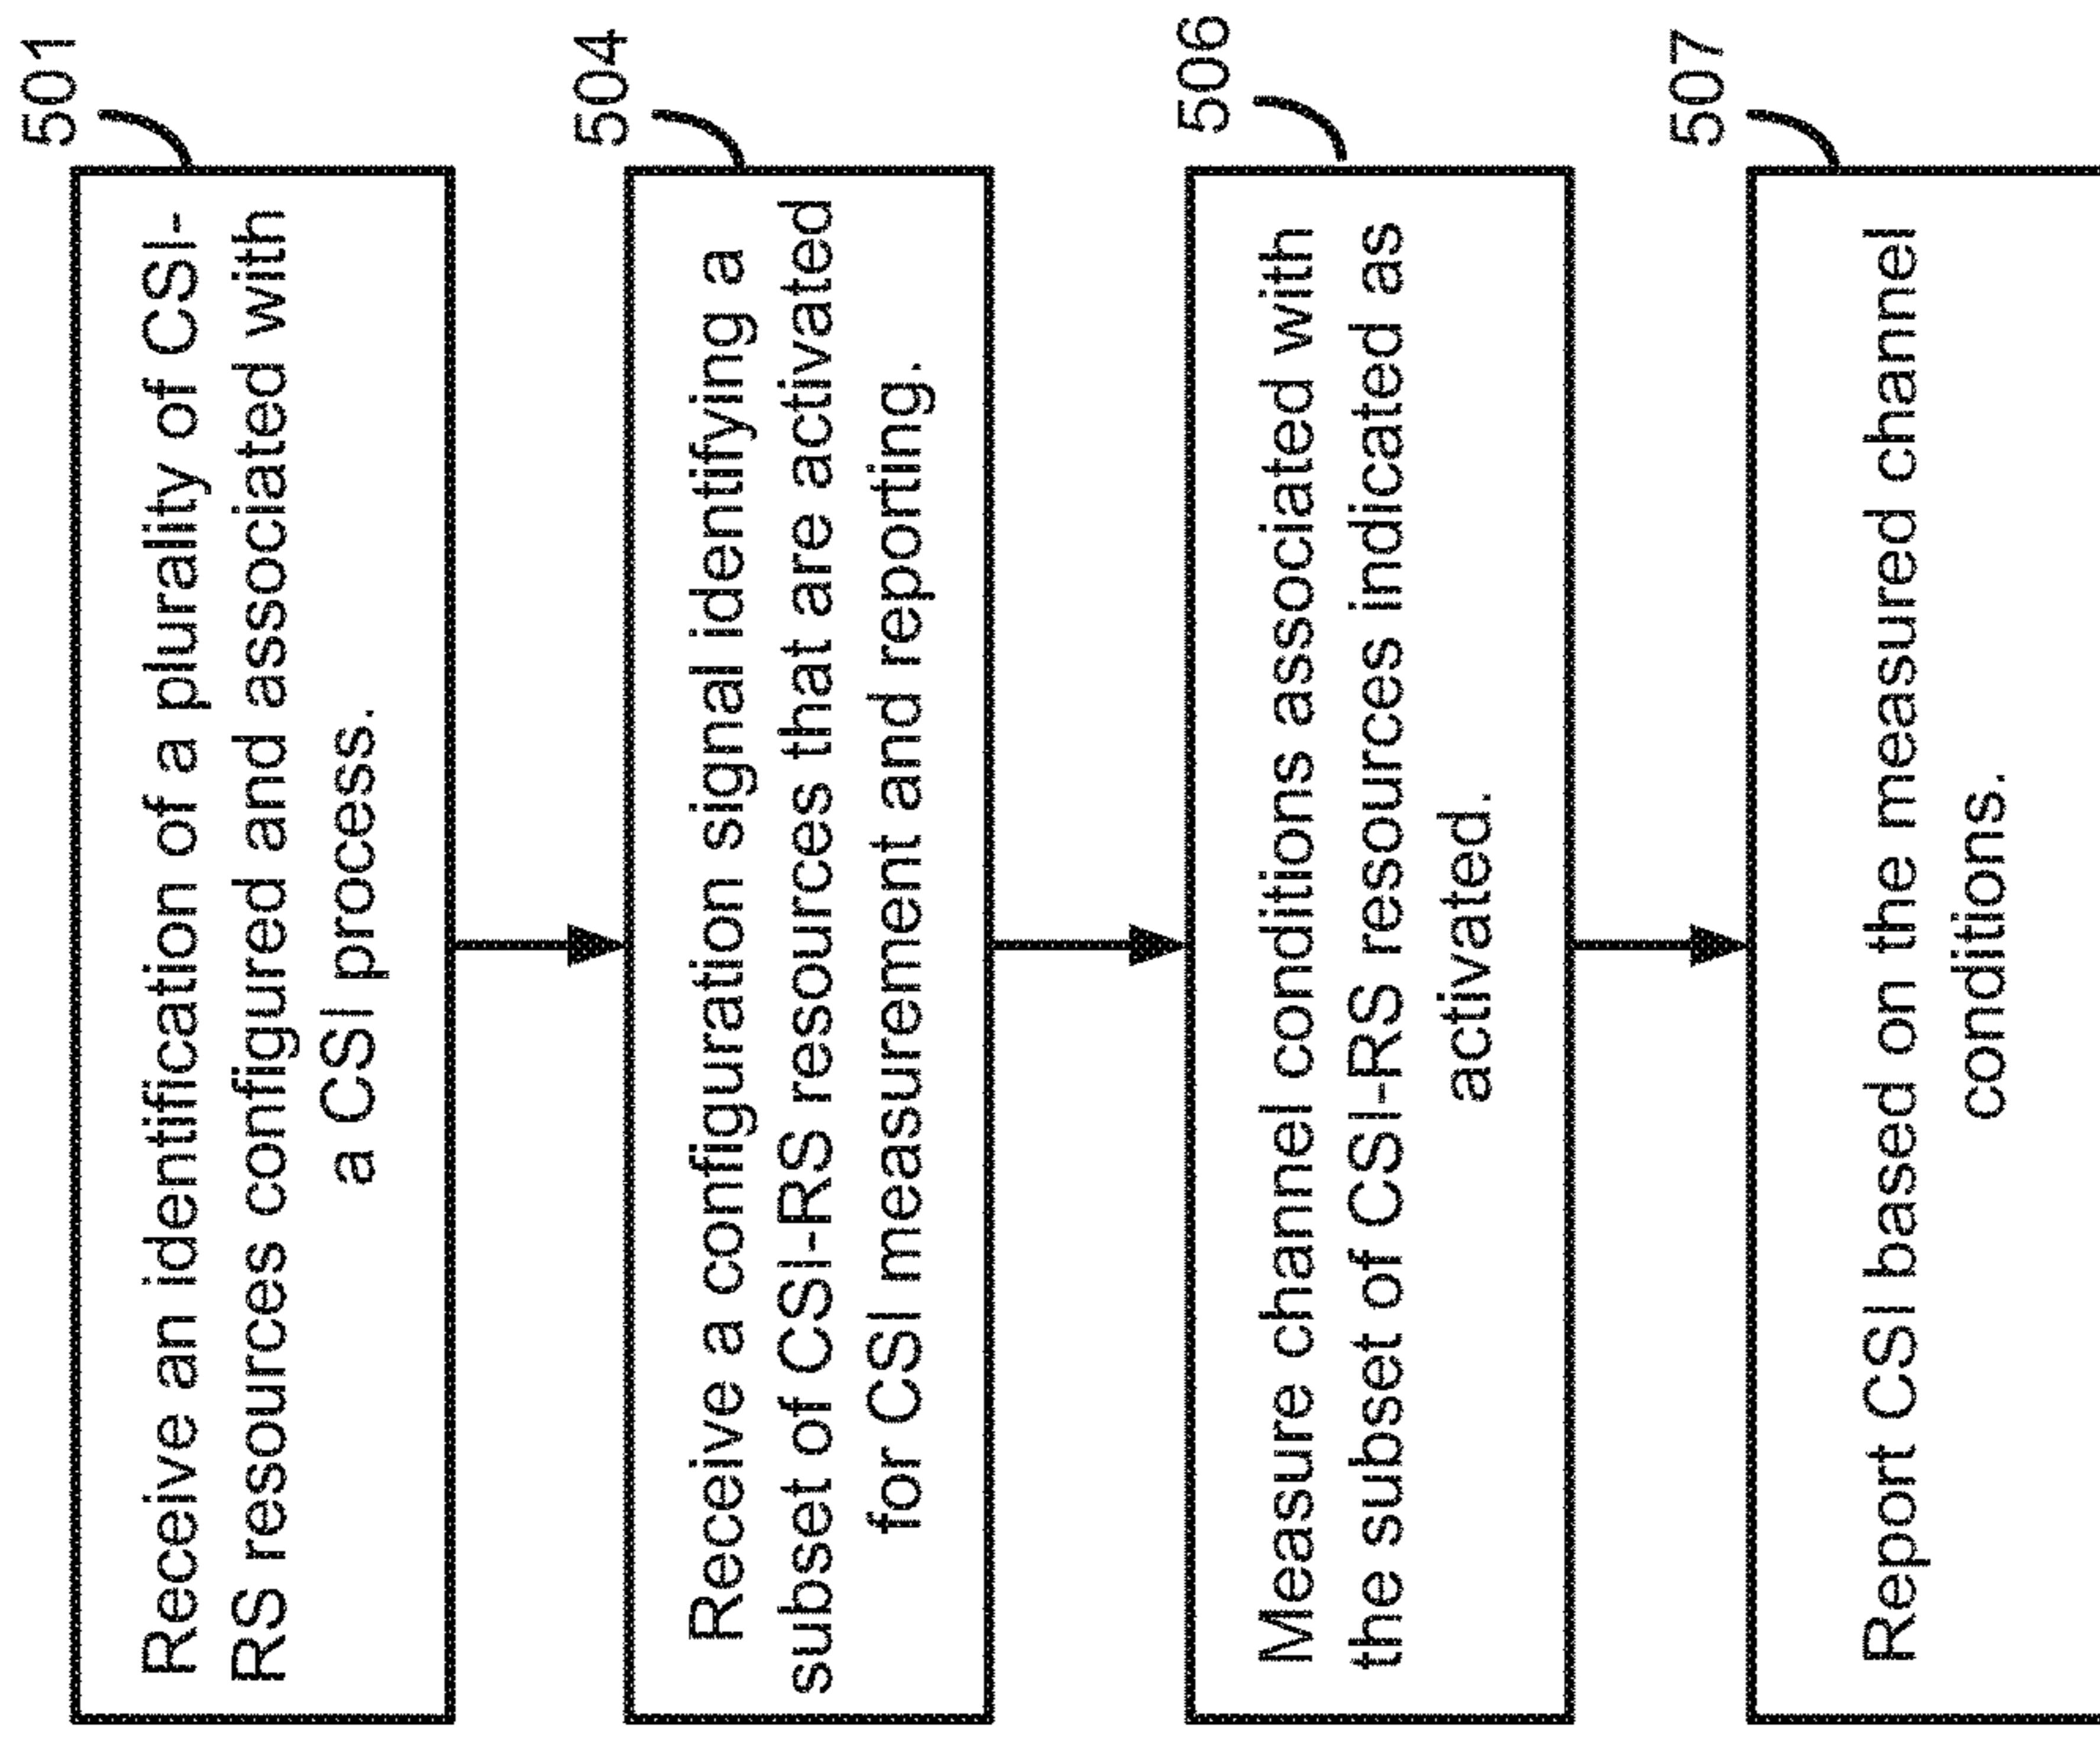 501
Receive an identification of a plurality of CSI-
RS resources configured and associated with
a CSI process.
504
Receive a configuration signal identifying a
subset of CSI-RS resources that are activated
for CSI measurement and reporting.
506
Measure channel conditions associated with
the subset of CSI-RS resources indicated as
activated.
507
Report CSI based on the measured channel
conditions.